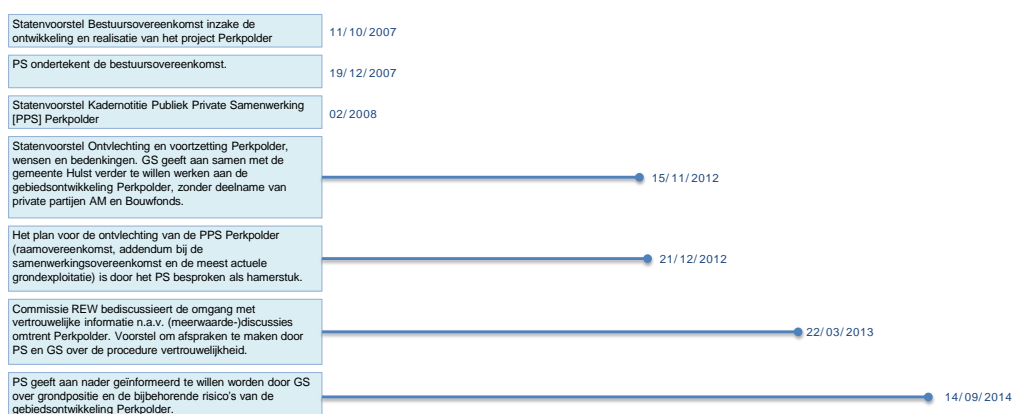 Statenvoorstel Bestuursovereenkomst inzake de
ontwikkeling en realisatie van het project Perkpolder
11/10/2007
PS ondertekent de bestuursovereenkomst.
19/12/2007
Statenvoorstel Kadernotitie Publiek Private Samenwerking
[PPS] Perkpolder
02/2008
Statenvoorstel Ontvlechting en voortzetting Perkpolder,
wensen en bedenkingen. GS geeft aan samen met de
gemeente Hulst verder te willen werken aan de
gebiedsontwikkeling Perkpolder, zonder deelname van
private partijen AM en Bouwfonds.
15/11/2012
Het plan voor de ontvlechting van de PPS Perkpolder
(raamovereenkomst, addendum bij de
samenwerkingsovereenkomst en de meest actuele
grondexploitatie) is door het PS besproken als hamerstuk.
21/12/2012
Commissie REW bediscussieert de omgang met
vertrouwelijke informatie n.a.v. (meerwaarde-)discussies
omtrent Perkpolder. Voorstel om afspraken te maken door
PS en GS over de procedure vertrouwelijkheid.
22/03/2013
PS geeft aan nader geïnformeerd te willen worden door GS
over grondpositie en de bijbehorende risico's van de
gebiedsontwikkeling Perkpolder.
14/09/2014